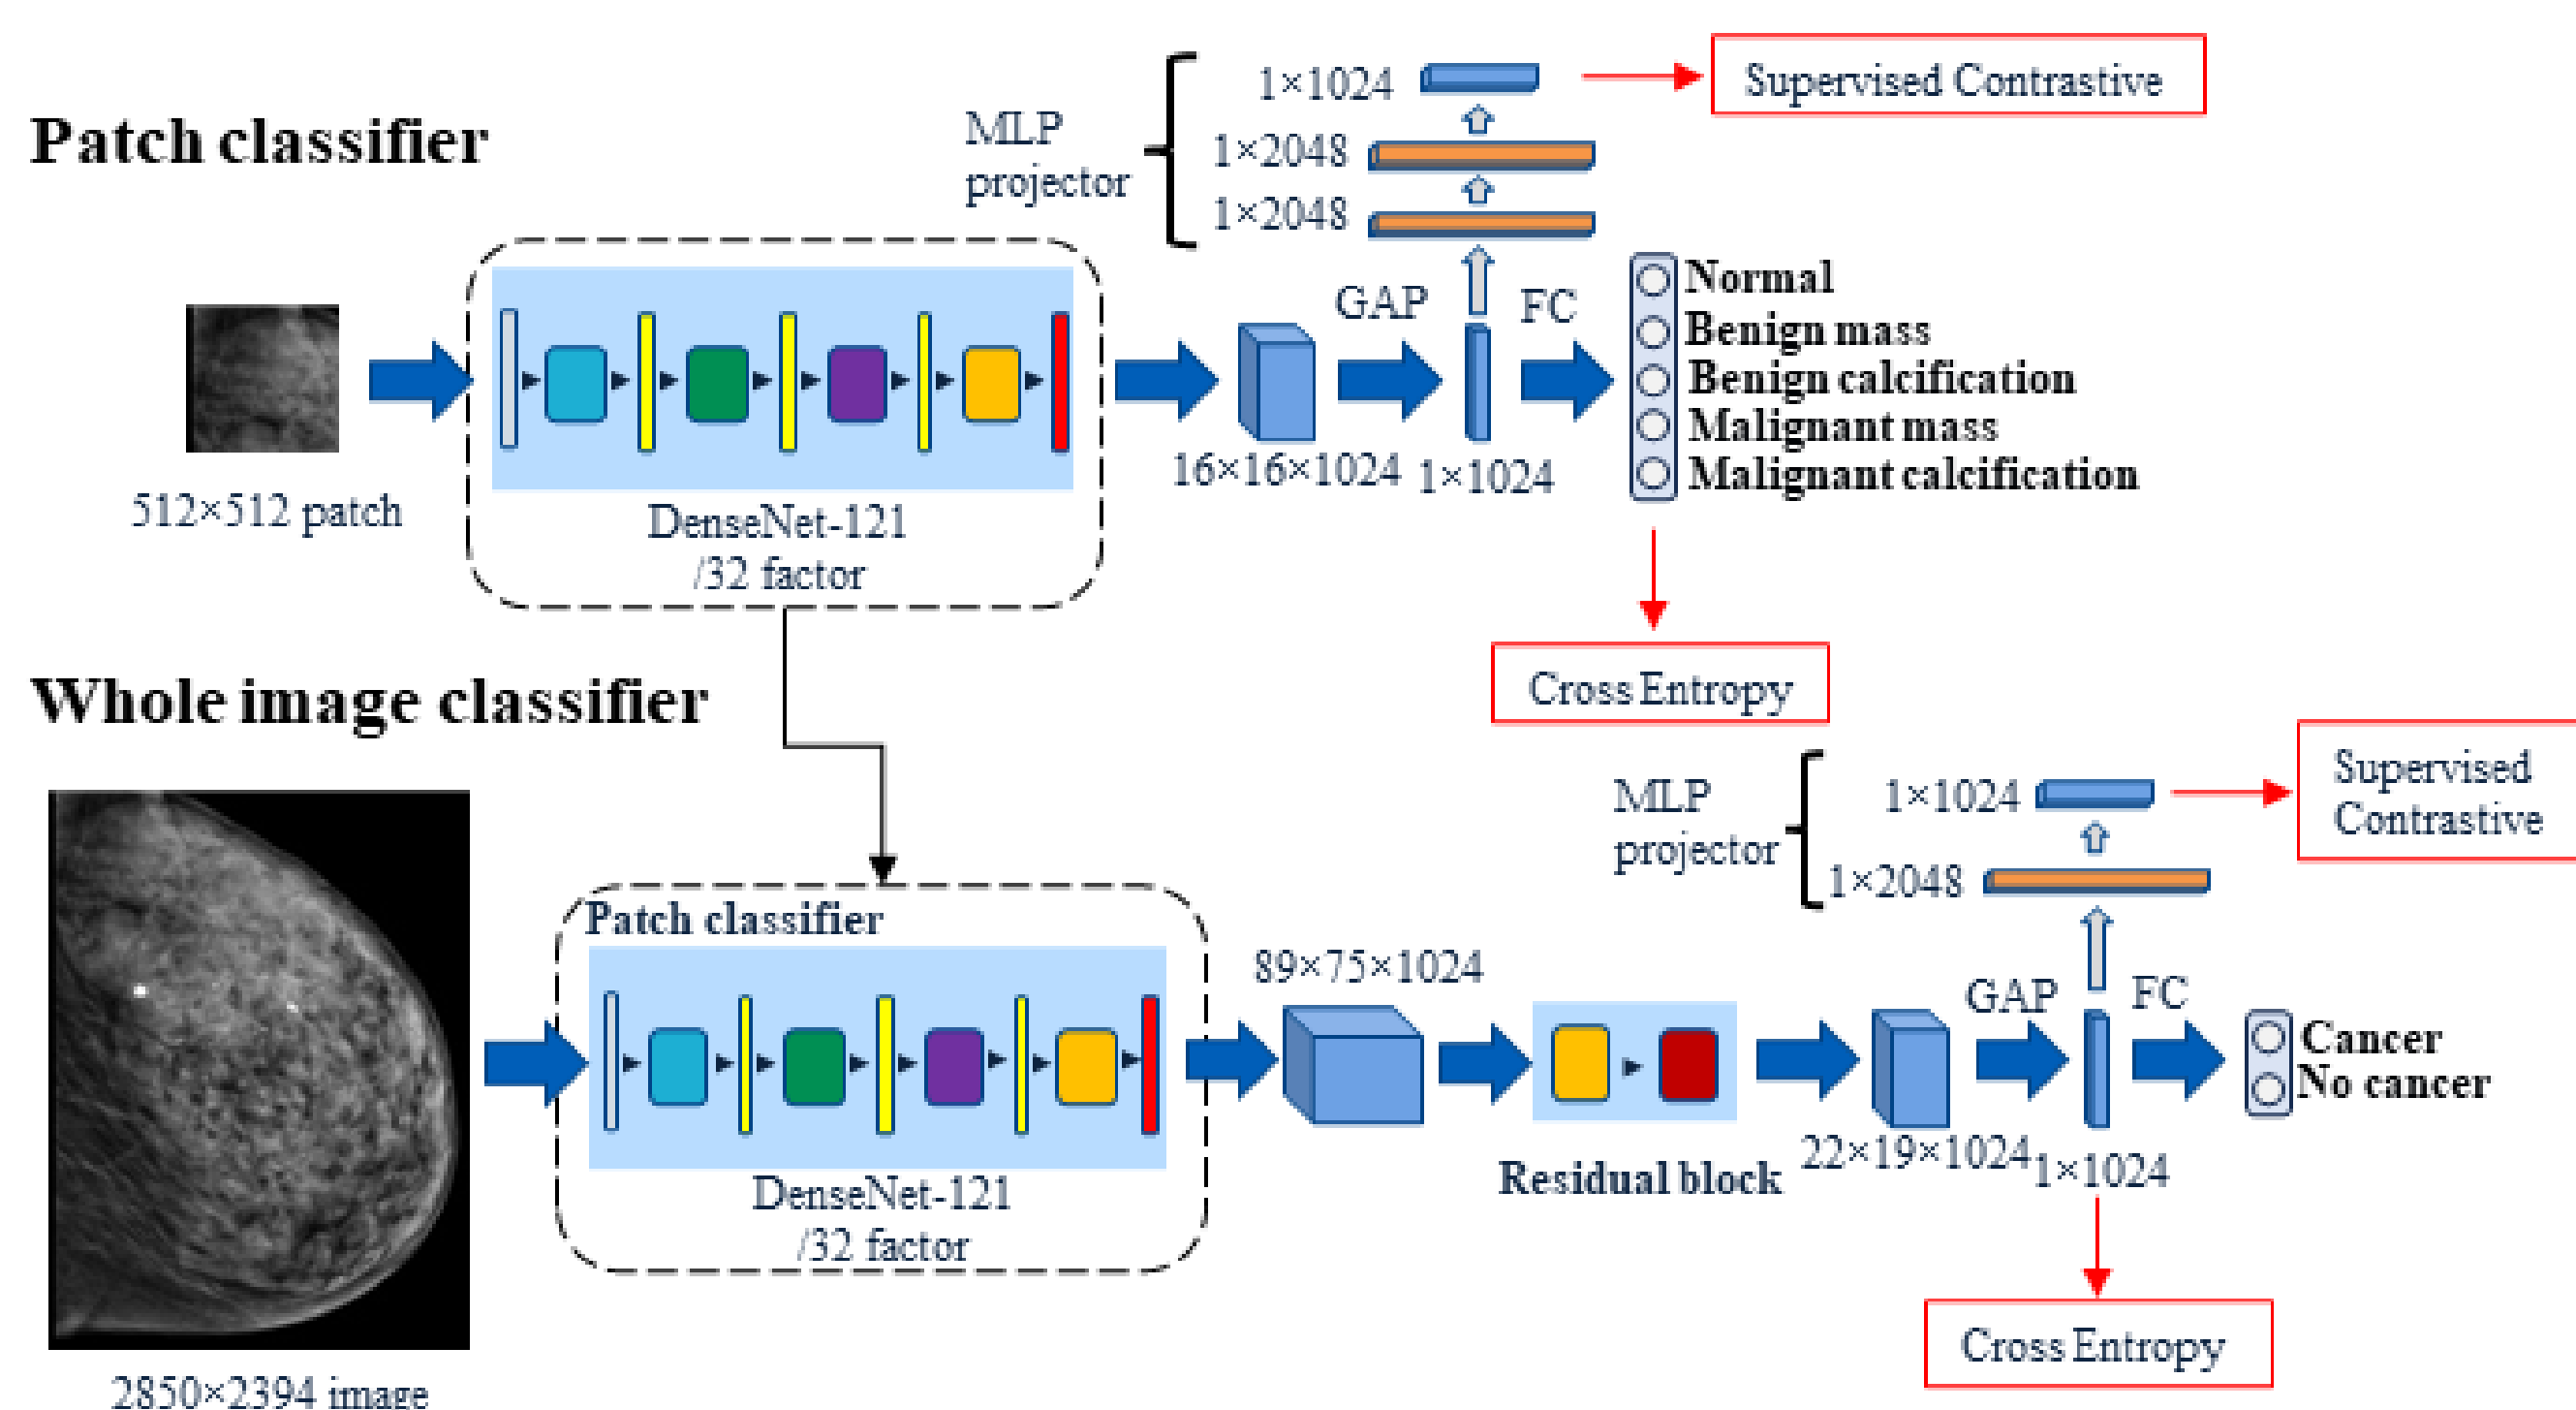 Patch classifier
MLP
projector
1×1024
1×2048
1×2048
Supervised Contrastive
512×512 patch
DenseNet-121
/32 factor
16×16×1024
GAP
1×1024
FC
Normal
Benign mass
Benign calcification
Malignant mass
Malignant calcification
Cross Entropy
Whole image classifier
2850×2394 image
Patch classifier
DenseNet-121
/32 factor
89×75×1024
Residual block
22×19×1024
GAP
1×1024
FC
MLP
projector
1×1024
1×2048
Supervised
Contrastive
Cancer
No cancer
Cross Entropy